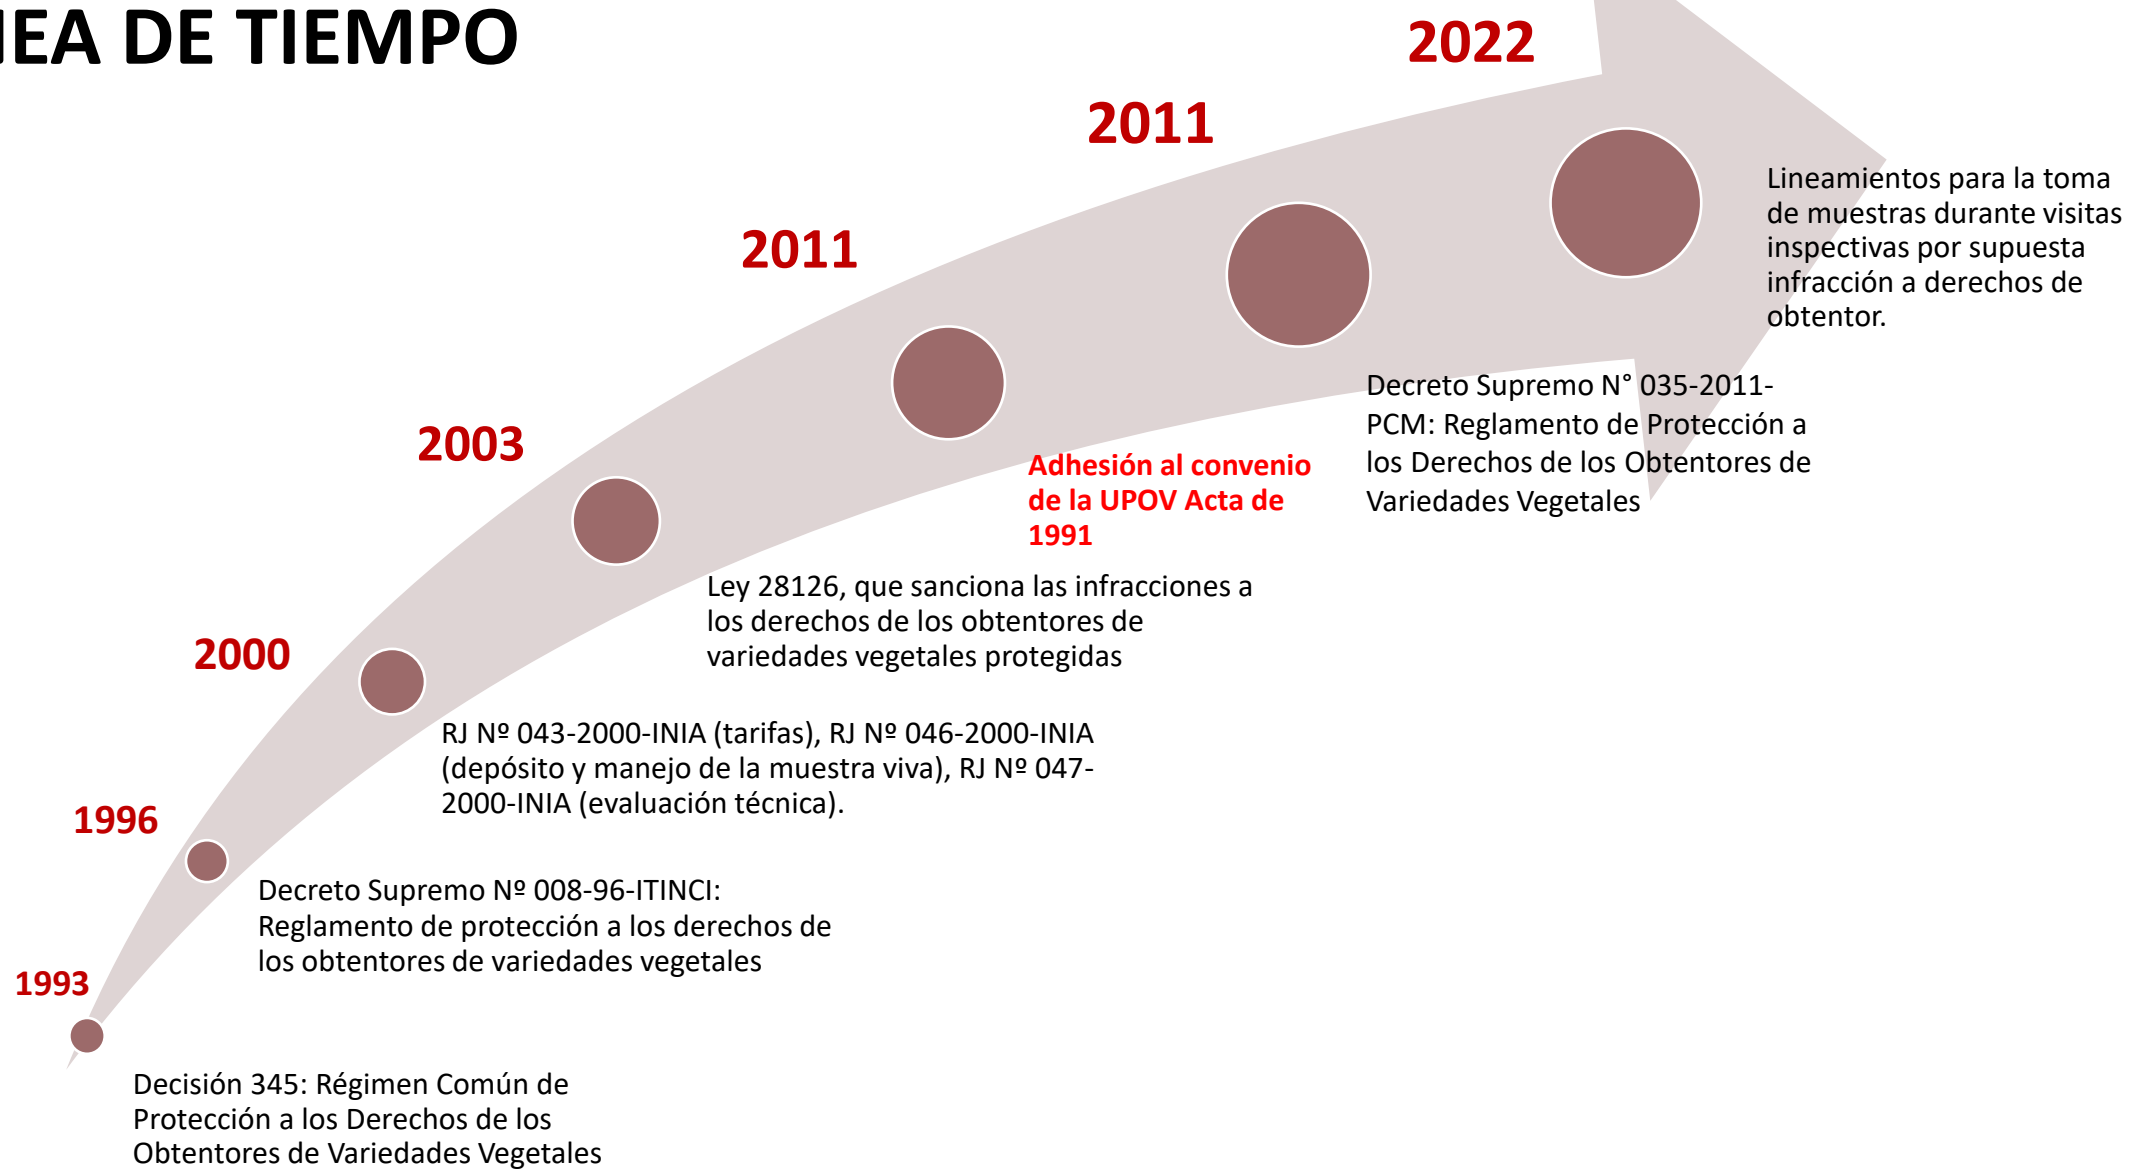 NEA DE TIEMPO
1993
Decisión 345: Régimen Común de
Protección a los Derechos de los
Obtentores de Variedades Vegetales
1996
Decreto Supremo Nº 008-96-ITINCI:
Reglamento de protección a los derechos de
los obtentores de variedades vegetales
2000
RJ Nº 043-2000-INIA (tarifas), RJ Nº 046-2000-INIA
(depósito y manejo de la muestra viva), RJ Nº 047-
2000-INIA (evaluación técnica).
2003
Ley 28126, que sanciona las infracciones a
los derechos de los obtentores de
variedades vegetales protegidas
2011
Adhesión al convenio
de la UPOV Acta de
1991
2011
Decreto Supremo N° 035-2011-
PCM: Reglamento de Protección a
los Derechos de los Obtentores de
Variedades Vegetales
2022
Lineamientos para la toma
de muestras durante visitas
inspectivas por supuesta
infracción a derechos de
obtentor.